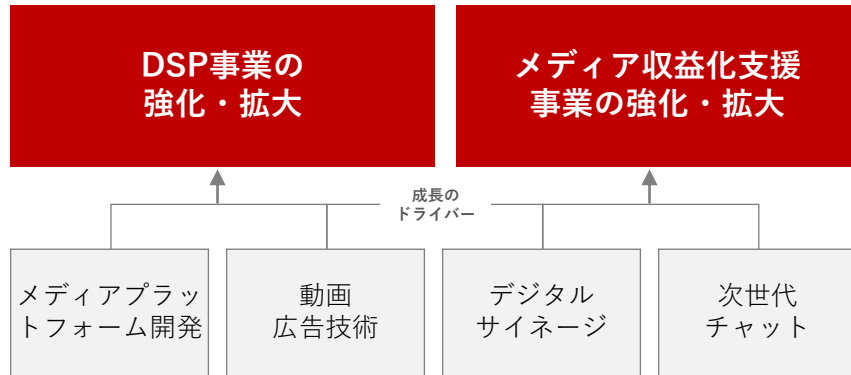 DSP事業の
強化・拡大
メディア収益化支援
事業の強化・拡大
成長の
ドライバー
メディアプラッ
トフォーム開発
動画
広告技術
デジタル
サイネージ
次世代
チャット